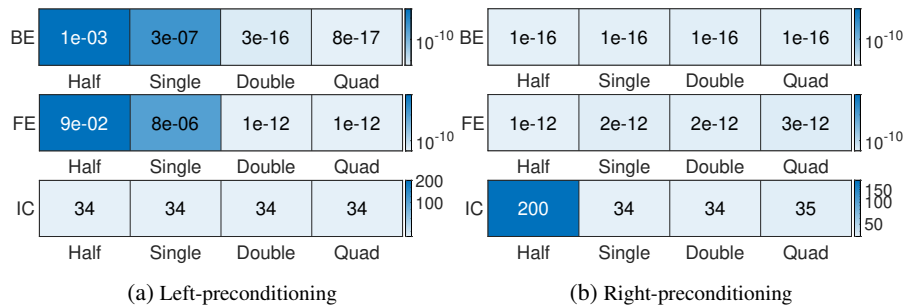 BE 1e-03 3e-07 3e-16 8e-17 10^-10
Half Single Double Quad
FE 9e-02 8e-06 1e-12 1e-12 10^-10
Half Single Double Quad
IC 34 34 34 34 200 100
Half Single Double Quad
(a) Left-preconditioning
BE 1e-16 1e-16 1e-16 1e-16 10^-10
Half Single Double Quad
FE 1e-12 2e-12 2e-12 3e-12 10^-10
Half Single Double Quad
IC 200 34 34 35 150 100 50
Half Single Double Quad
(b) Right-preconditioning